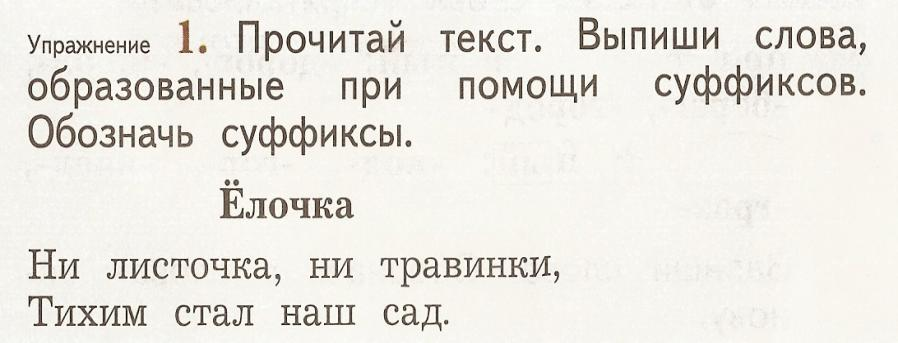 Упражнение 1. Прочитай текст. Выпиши слова,
образованные при помощи суффиксов.
Обозначь суффиксы.
Ёлочка
Ни листочка, ни травинки,
Тихим стал наш сад.